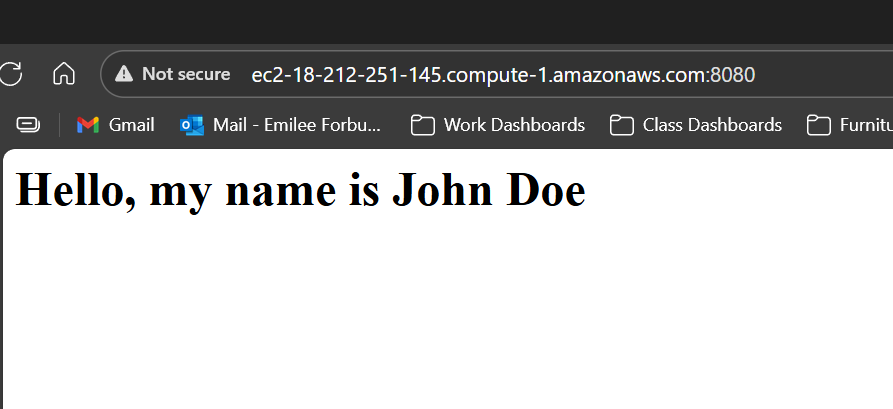 Not secure ec2-18-212-251-145.compute-1.amazonaws.com:8080
Gmail Mail - Emilee Forbu... Work Dashboards Class Dashboards Furnitu
Hello, my name is John Doe